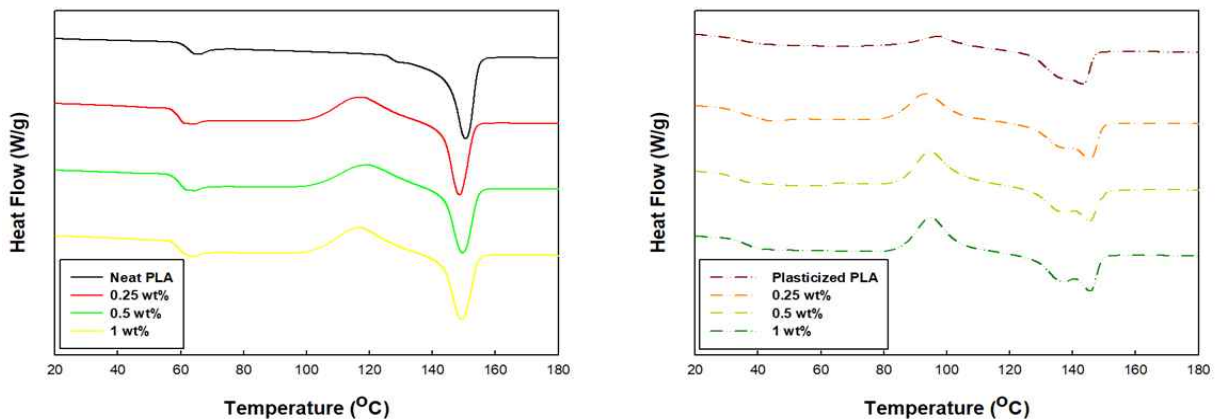 Heat Flow (W/g)
Neat PLA
0.25 wt%
0.5 wt%
1 wt%
20 40 60 80 100 120 140 160 180
Temperature (ᴼC)
Heat Flow (W/g)
Plasticized PLA
0.25 wt%
0.5 wt%
1 wt%
20 40 60 80 100 120 140 160 180
Temperature (ᴼC)